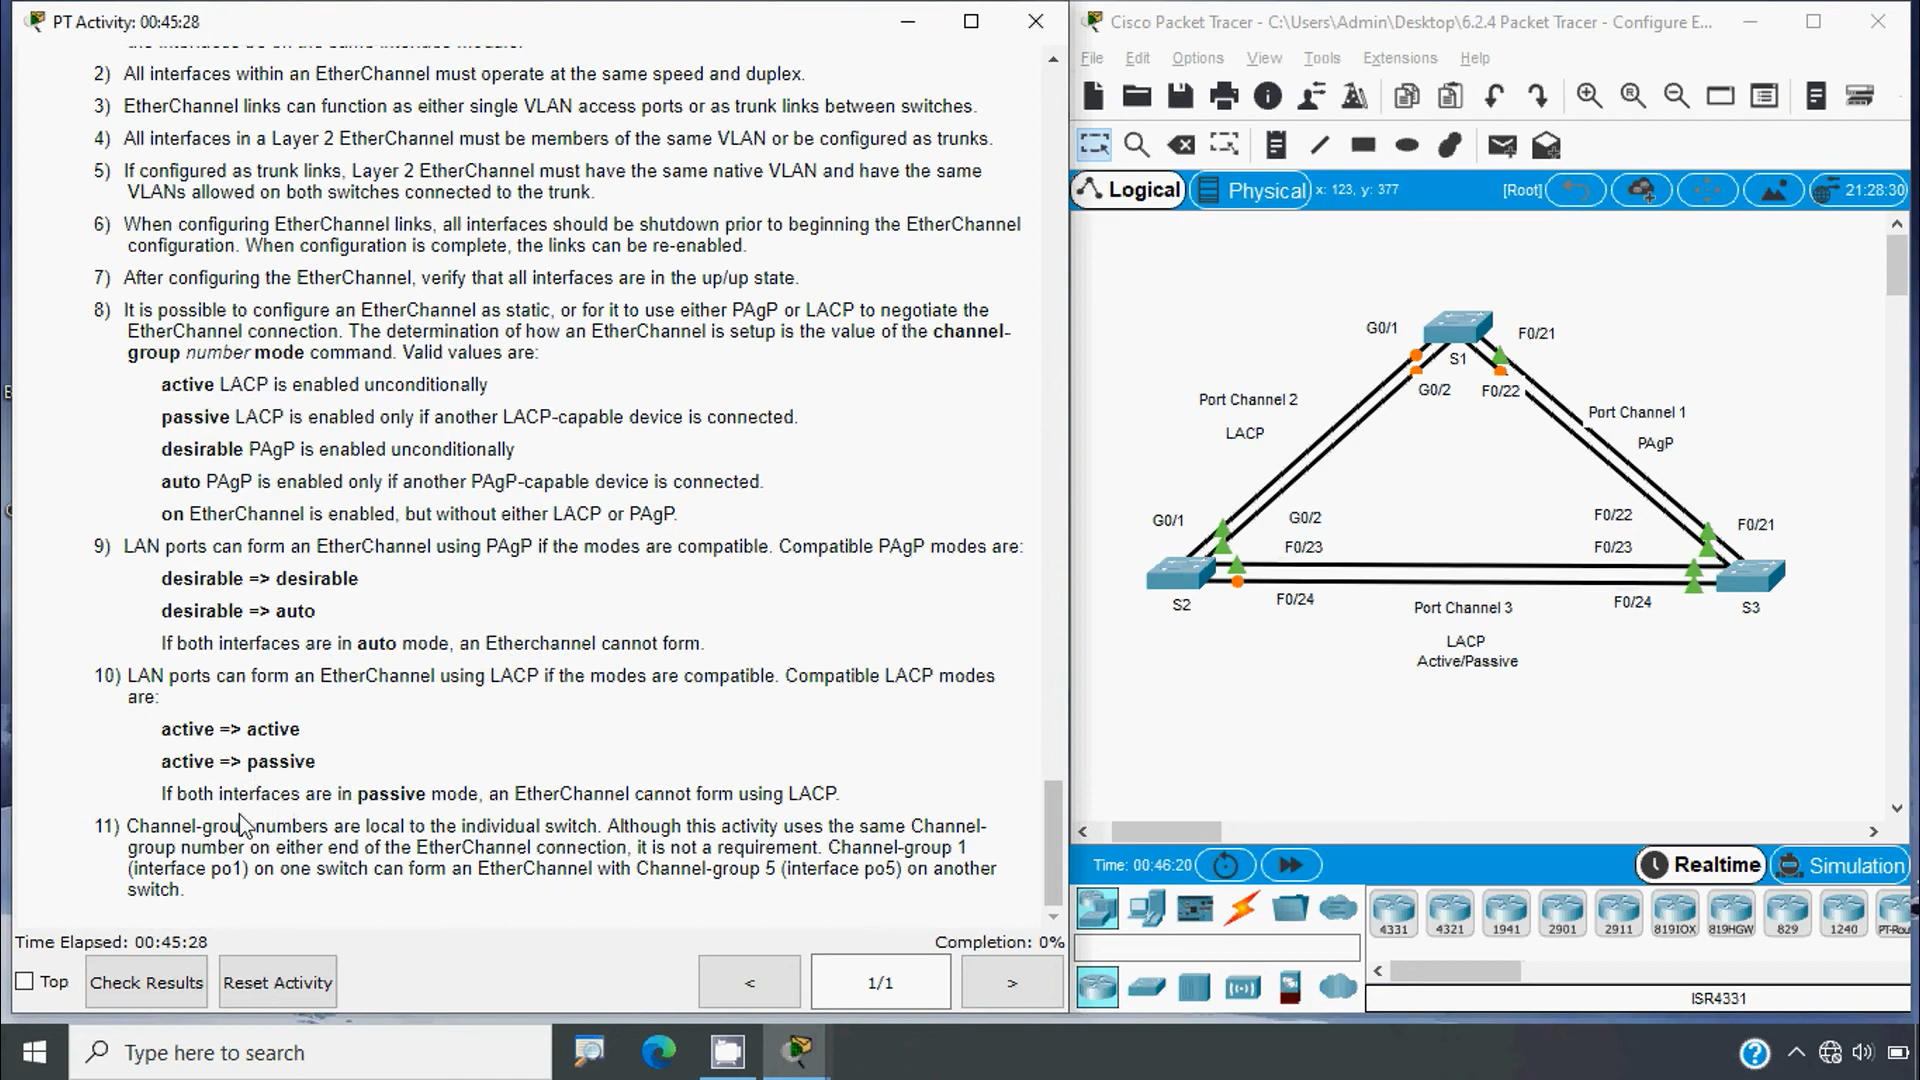 PT Activity: 00:45:28
2) All interfaces within an EtherChannel must operate at the same speed and duplex.
3) EtherChannel links can function as either single VLAN access ports or as trunk links between switches.
4) All interfaces in a Layer 2 EtherChannel must be members of the same VLAN or be configured as trunks.
5) If configured as trunk links, Layer 2 EtherChannel must have the same native VLAN and have the same
VLANs allowed on both switches connected to the trunk.
6) When configuring EtherChannel links, all interfaces should be shutdown prior to beginning the EtherChannel
configuration. When configuration is complete, the links can be re-enabled.
7) After configuring the EtherChannel, verify that all interfaces are in the up/up state.
8) It is possible to configure an EtherChannel as static, or for it to use either PAgP or LACP to negotiate the
EtherChannel connection. The determination of how an EtherChannel is setup is the value of the channel-
group number mode command. Valid values are:
active LACP is enabled unconditionally
passive LACP is enabled only if another LACP-capable device is connected.
desirable PAgP is enabled unconditionally
auto PAgP is enabled only if another PAgP-capable device is connected.
on EtherChannel is enabled, but without either LACP or PAgP.
9) LAN ports can form an EtherChannel using PAgP if the modes are compatible. Compatible PAgP modes are:
desirable => desirable
desirable => auto
If both interfaces are in auto mode, an Etherchannel cannot form.
10) LAN ports can form an EtherChannel using LACP if the modes are compatible. Compatible LACP modes
are:
active => active
active => passive
If both interfaces are in passive mode, an EtherChannel cannot form using LACP.
11) Channel-group numbers are local to the individual switch. Although this activity uses the same Channel-
group number on either end of the EtherChannel connection, it is not a requirement. Channel-group 1
(interface po1) on one switch can form an EtherChannel with Channel-group 5 (interface po5) on another
switch.
Time Elapsed: 00:45:28
Completion: 0%
Top
Check Results
Reset Activity
<
1/1
>
Cisco Packet Tracer - C:\Users\Admin\Desktop\6.2.4 Packet Tracer - Configure E...
File Edit Options View Tools Extensions Help
Logical
Physical
x: 123, y: 377
[Root]
21:28:30
G0/1
F0/21
S1
G0/2
F0/22
Port Channel 2
LACP
Port Channel 1
PAgP
G0/1
G0/2
F0/23
F0/22
F0/23
F0/21
S2
F0/24
F0/24
S3
Port Channel 3
LACP
Active/Passive
Time: 00:46:20
Realtime
Simulation
4331 4321 1941 2901 2911 819IOX 819HGW 829 1240 PT-Rou
ISR4331
Type here to search